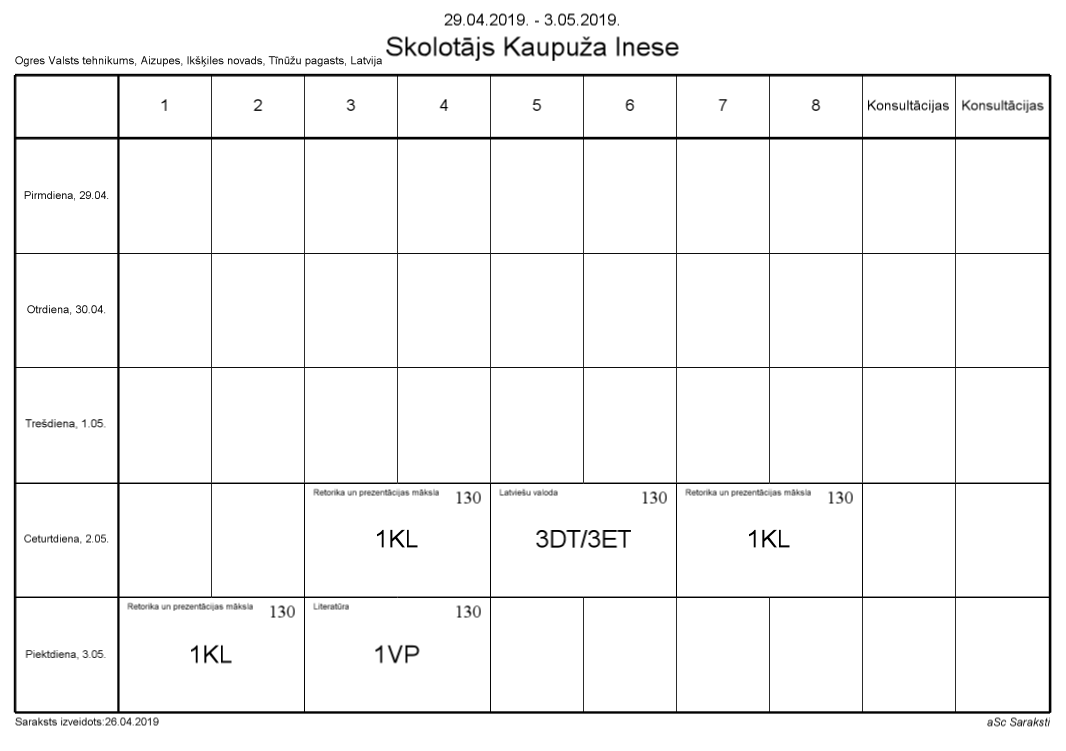 29.04.2019. - 3.05.2019.
Skolotājs Kaupuža Inese
Ogres Valsts tehnikums, Aizupes, Ikšķiles novads, Tīnūžu pagasts, Latvija
1 2 3 4 5 6 7 8 Konsultācijas Konsultācijas
Pirmdiena, 29.04.
Otrdiena, 30.04.
Trešdiena, 1.05.
Ceturtdiena, 2.05.
Retorika un prezentācijas māksla 130
1KL
Latviešu valoda 130
3DT/3ET
Retorika un prezentācijas māksla 130
1KL
Piektdiena, 3.05.
Retorika un prezentācijas māksla 130
1KL
Literatūra 130
1VP
Saraksts izveidots:26.04.2019
aSc Saraksti